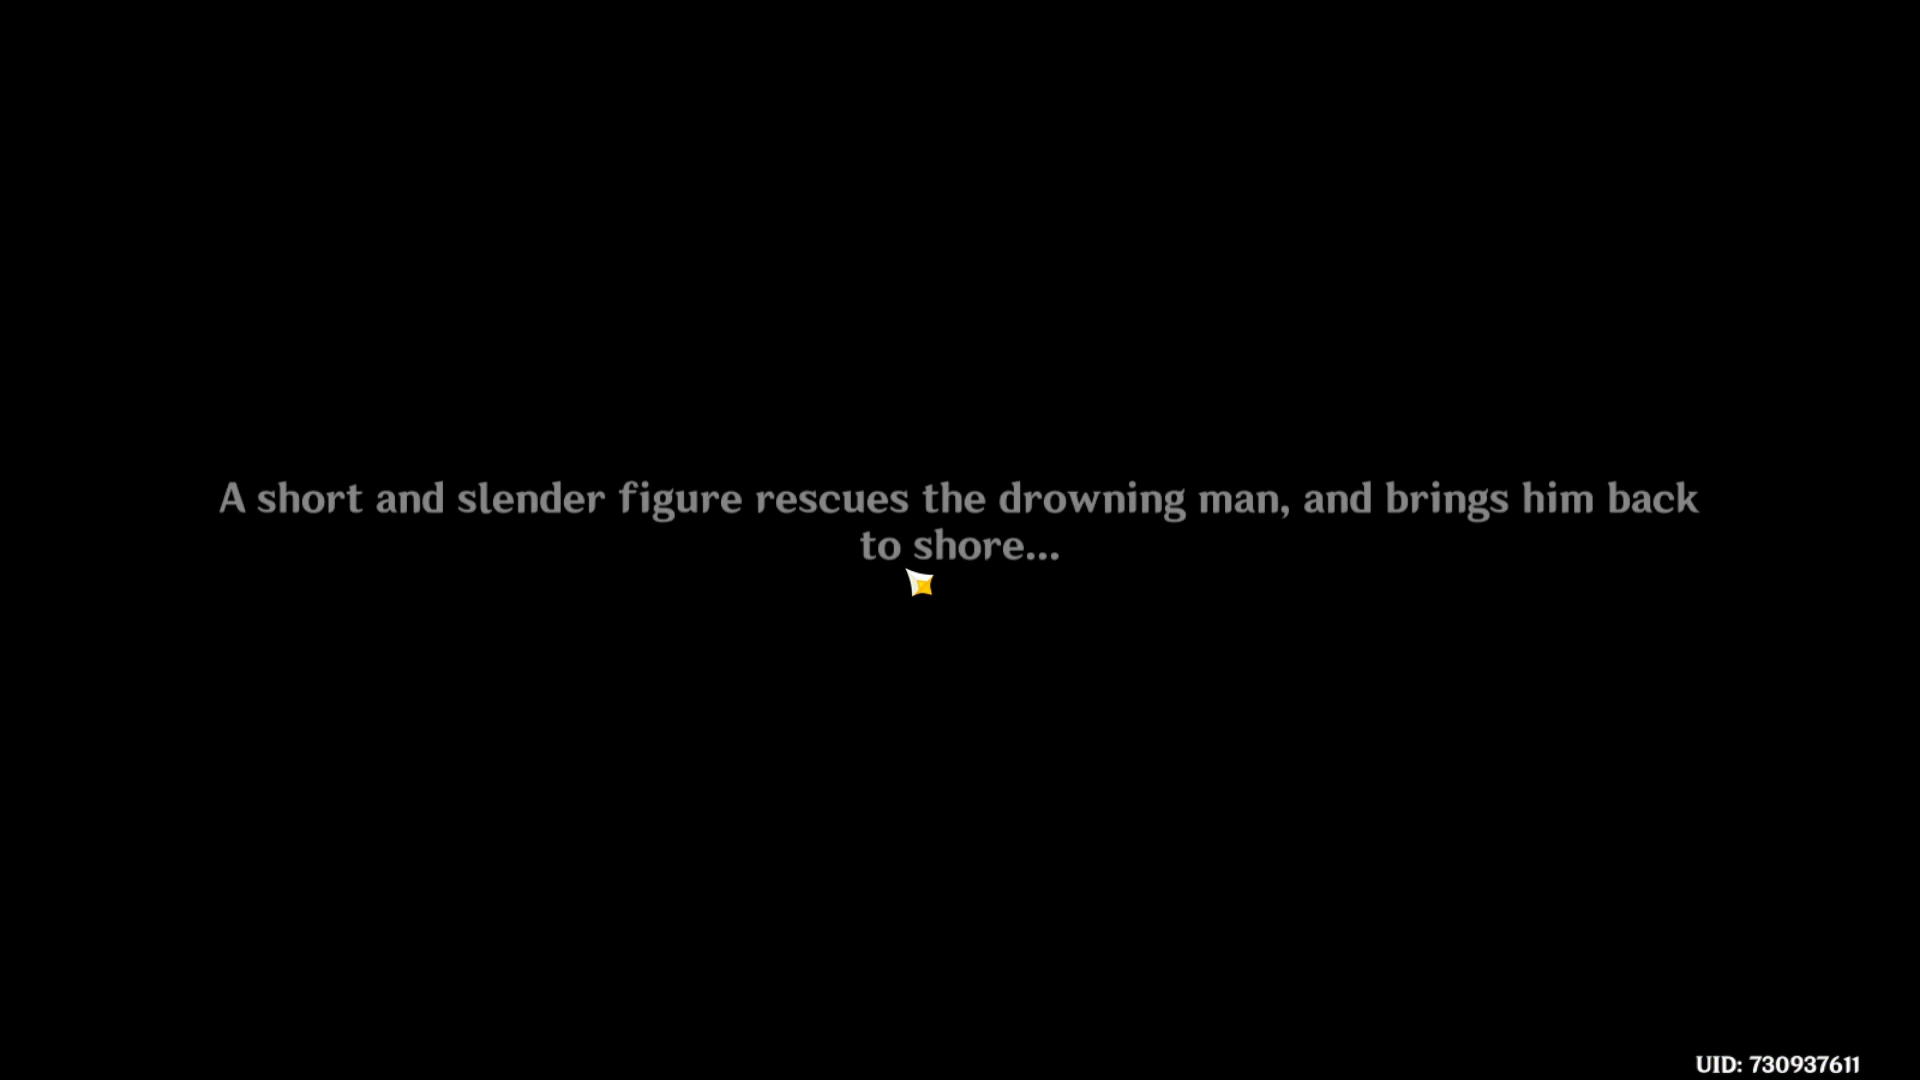 A short and slender figure rescues the drowning man, and brings him back
to shore...
UID: 730937611